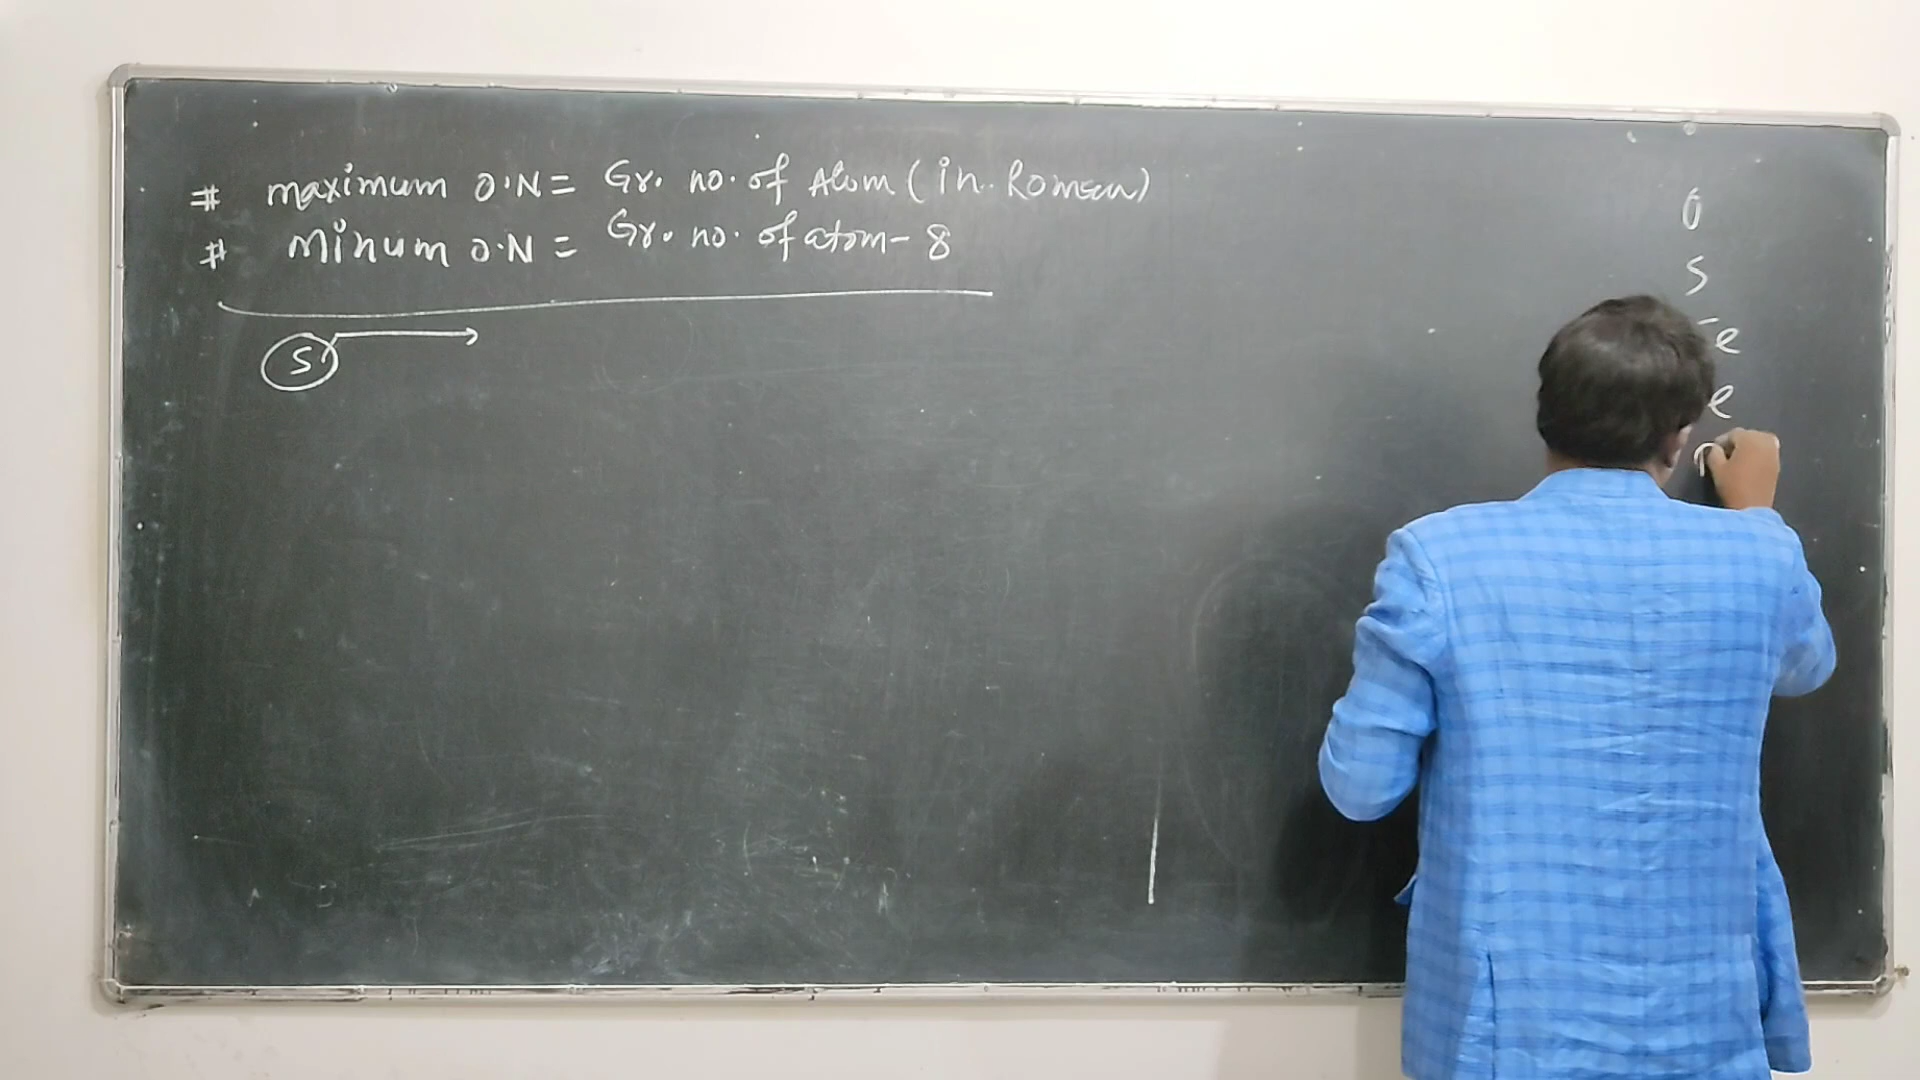 # maximum O.N = Gr. no. of Atom (in. Roman)
# minum O.N = Gr. no. of atom - 8
S →
O
S
e
e